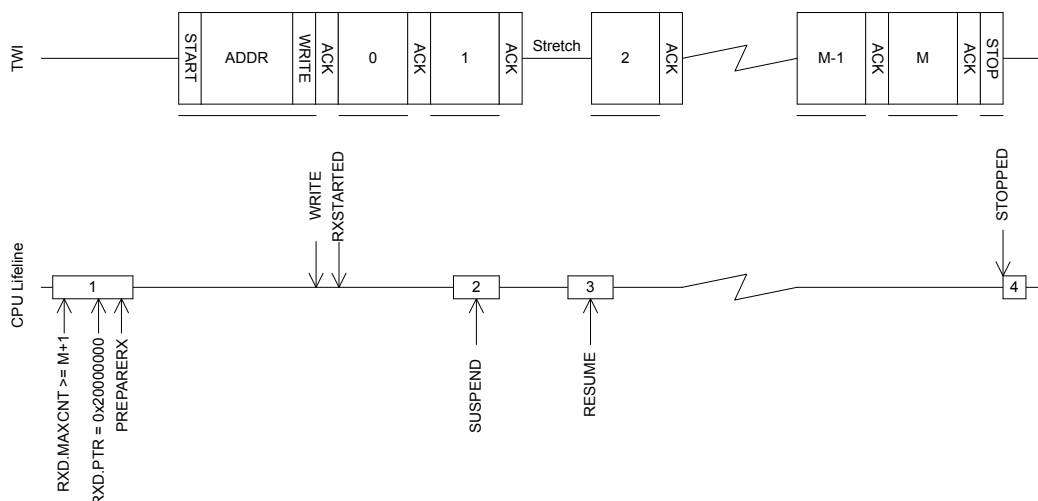 TWI
START
ADDR
WRITE
ACK
0
ACK
1
ACK
Stretch
2
ACK
M-1
ACK
M
ACK
STOP
WRITE
RXSTARTED
STOPPED
CPU Lifeline
1
2
3
4
RXD.MAXCNT >= M+1
RXD.PTR = 0x20000000
PREPARERX
SUSPEND
RESUME